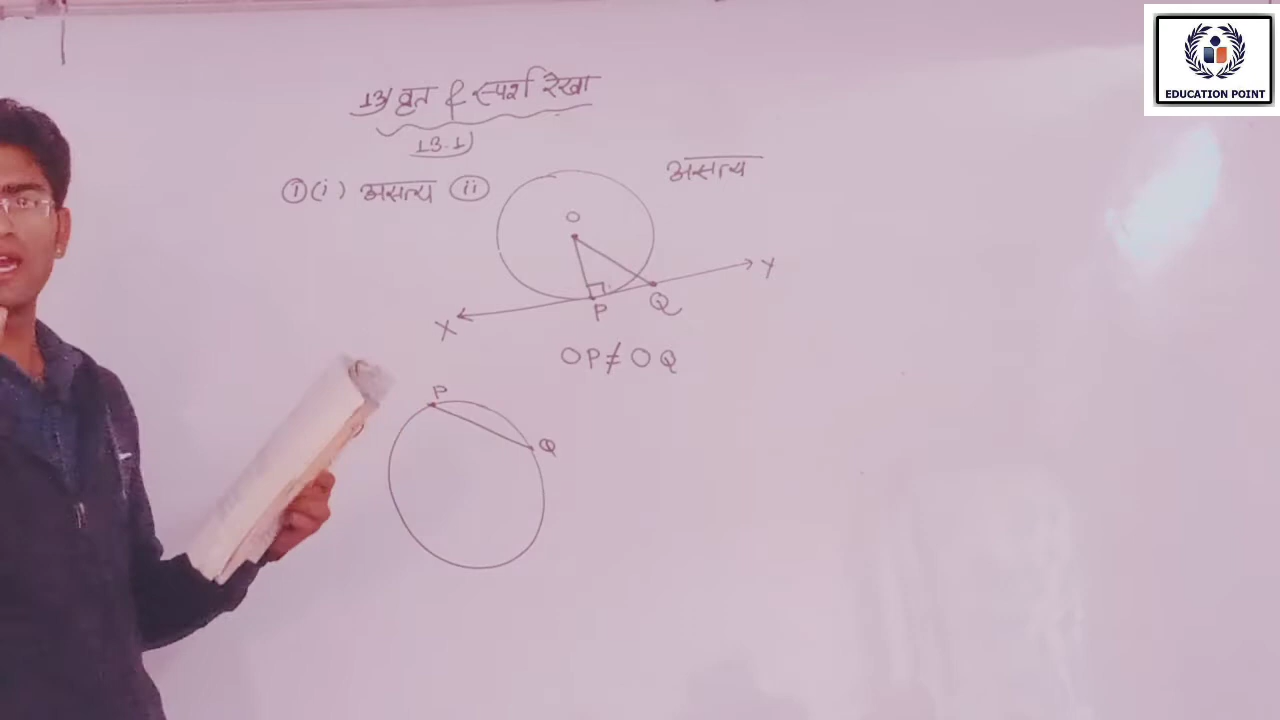 EDUCATION POINT
13) वृत & स्पर्श रेखा
13.1)
① (i) असत्य (ii) असत्य
O
P
Q
X
Y
OP ≠ OQ
P
Q